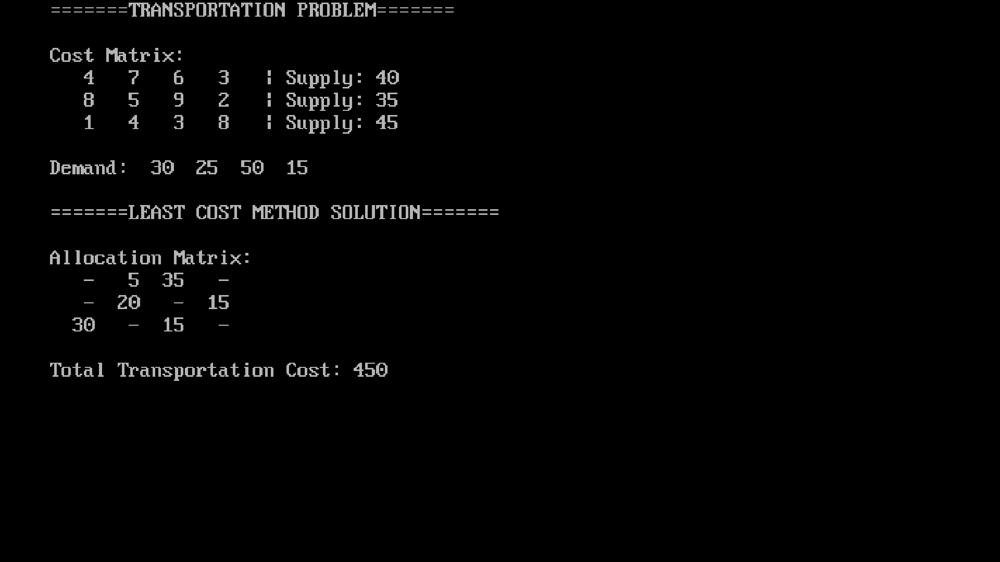 =======TRANSPORTATION PROBLEM=======
Cost Matrix:
4 7 6 3 ¦ Supply: 40
8 5 9 2 ¦ Supply: 35
1 4 3 8 ¦ Supply: 45
Demand: 30 25 50 15
=======LEAST COST METHOD SOLUTION=======
Allocation Matrix:
- 5 35 -
- 20 - 15
30 - 15 -
Total Transportation Cost: 450